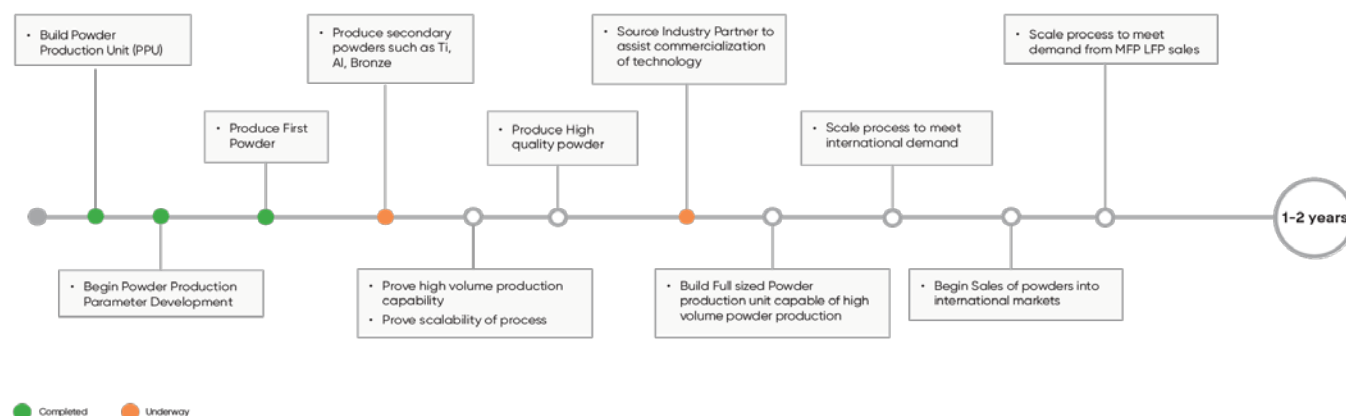 • Build Powder
Production Unit (PPU)
• Produce secondary
powders such as Ti,
Al, Bronze
• Source Industry Partner to
assist commercialization
of technology
• Scale process to meet
demand from MFP LFP sales
• Produce First
Powder
• Produce High
quality powder
• Scale process to meet
international demand
1-2 years
• Begin Powder Production
Parameter Development
• Prove high volume production
capability
• Prove scalability of process
• Build Full sized Powder
production unit capable of high
volume powder production
• Begin Sales of powders into
international markets
Completed
Underway